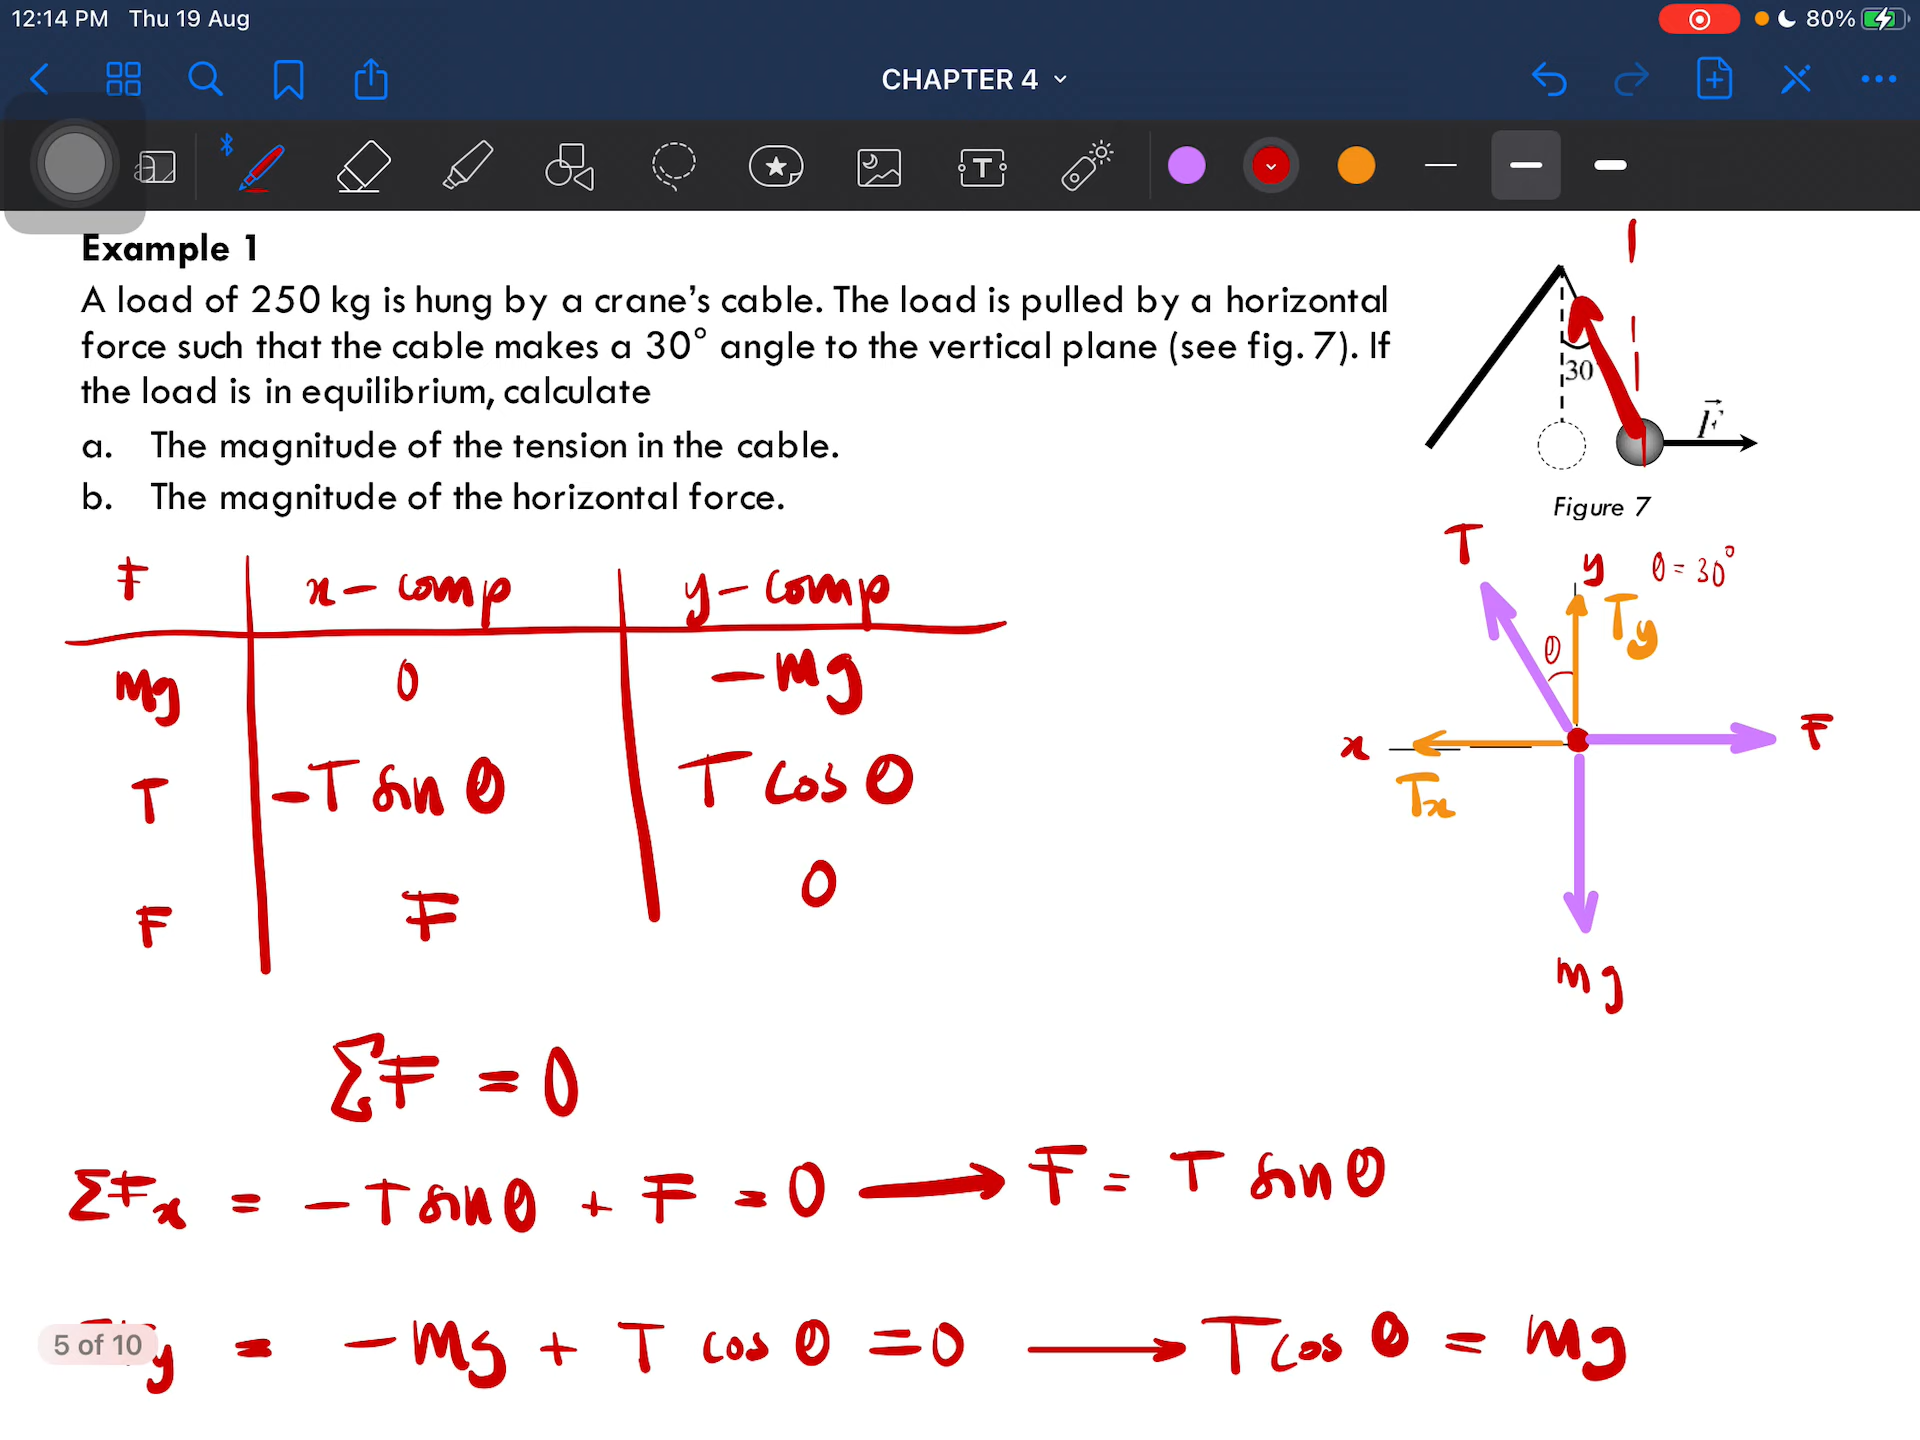 12:14 PM Thu 19 Aug 80%
CHAPTER 4
Example 1
A load of 250 kg is hung by a crane's cable. The load is pulled by a horizontal
force such that the cable makes a 30° angle to the vertical plane (see fig. 7). If
the load is in equilibrium, calculate
a. The magnitude of the tension in the cable.
b. The magnitude of the horizontal force.
30
F⃗
Figure 7
F x-comp y-comp
mg 0 -mg
T -T sin θ T cos θ
F F 0
T y θ = 30°
Ty
θ
x F
Tx
mg
ΣF = 0
ΣFx = -T sin θ + F = 0 → F = T sin θ
5 of 10
y = -mg + T cos θ = 0 → T cos θ = mg